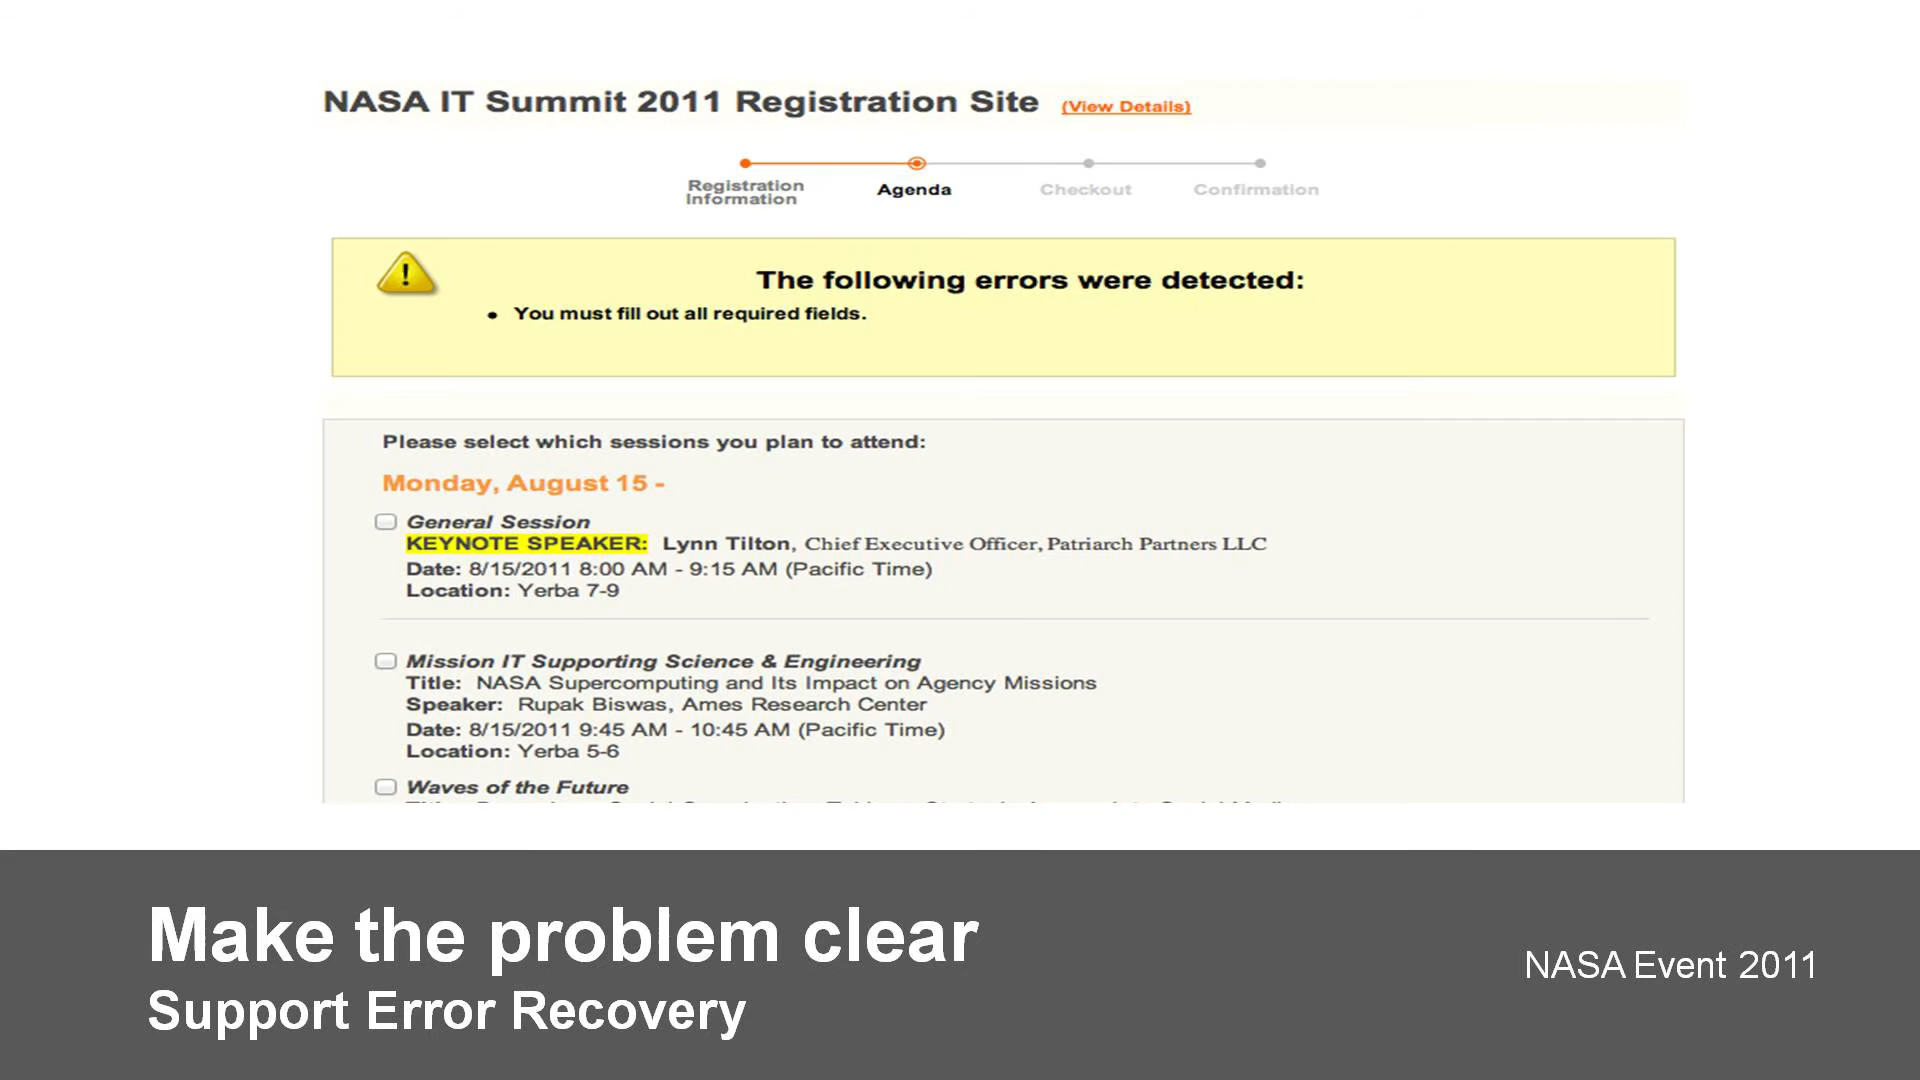 NASA IT Summit 2011 Registration Site (View Details)
Registration
Information
Agenda
Checkout
Confirmation
The following errors were detected:
• You must fill out all required fields.
Please select which sessions you plan to attend:
Monday, August 15 -
General Session
KEYNOTE SPEAKER: Lynn Tilton, Chief Executive Officer, Patriarch Partners LLC
Date: 8/15/2011 8:00 AM - 9:15 AM (Pacific Time)
Location: Yerba 7-9
Mission IT Supporting Science & Engineering
Title: NASA Supercomputing and Its Impact on Agency Missions
Speaker: Rupak Biswas, Ames Research Center
Date: 8/15/2011 9:45 AM - 10:45 AM (Pacific Time)
Location: Yerba 5-6
Waves of the Future
Make the problem clear
Support Error Recovery
NASA Event 2011